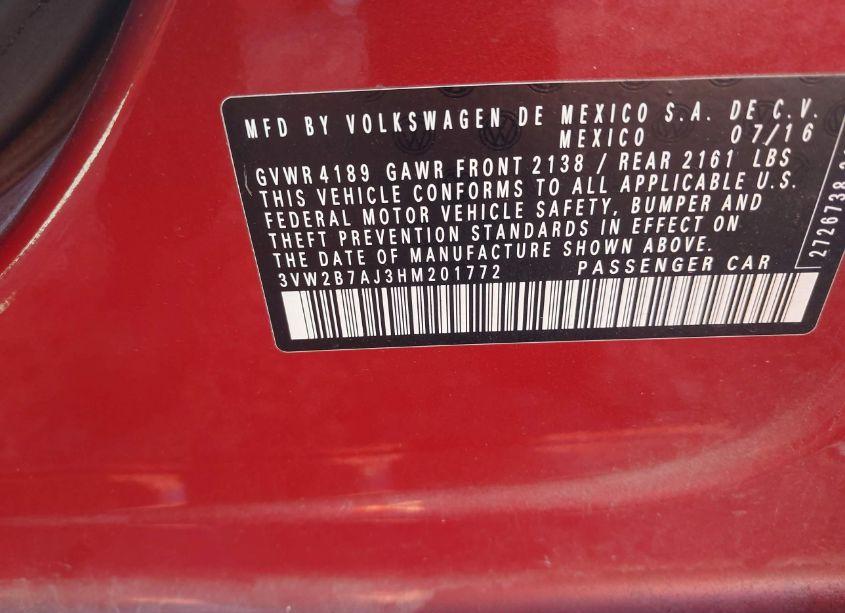 MFD BY VOLKSWAGEN DE MEXICO S.A. DE C.V.
MEXICO 07/16
GVWR 4189 GAWR FRONT 2138 / REAR 2161 LBS
THIS VEHICLE CONFORMS TO ALL APPLICABLE U.S.
FEDERAL MOTOR VEHICLE SAFETY, BUMPER AND
THEFT PREVENTION STANDARDS IN EFFECT ON
THE DATE OF MANUFACTURE SHOWN ABOVE.
3VW2B7AJ3HM201772 PASSENGER CAR
2726738